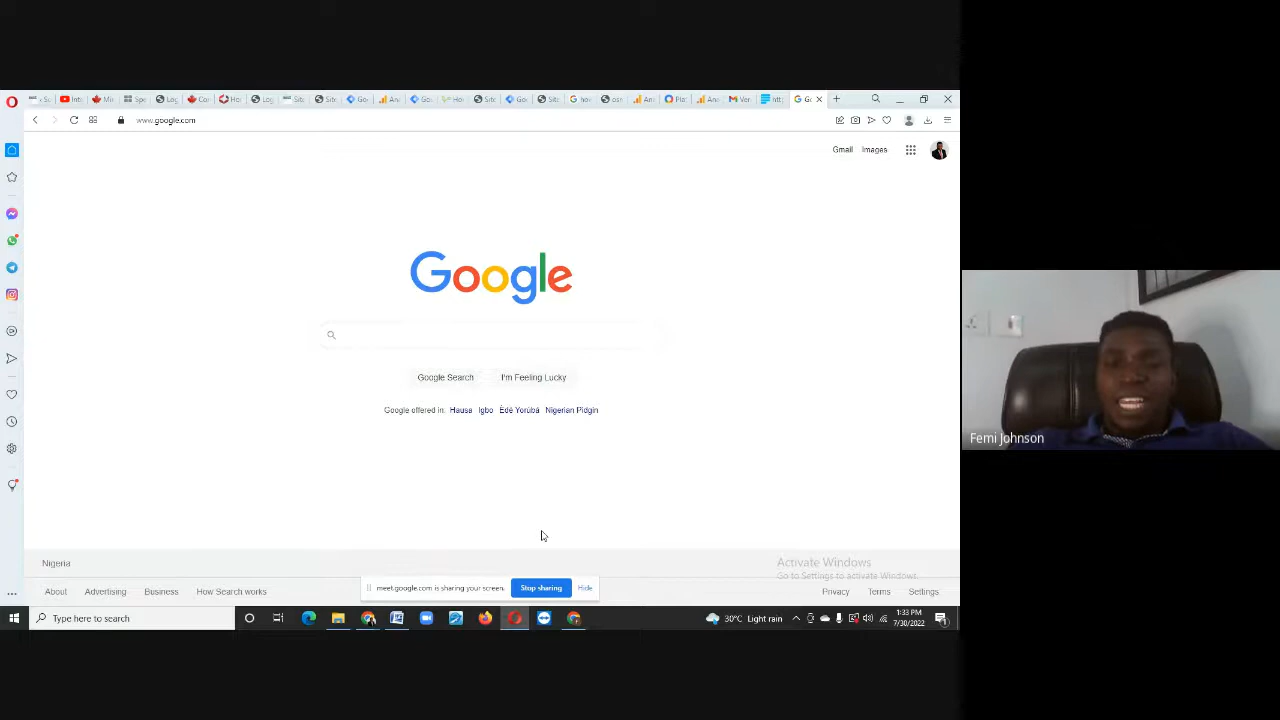 www.google.com
Gmail Images
Google
Google Search I'm Feeling Lucky
Google offered in: Hausa Igbo Èdè Yorùbá Nigerian Pidgin
Femi Johnson
Nigeria
Activate Windows
Go to Settings to activate Windows.
meet.google.com is sharing your screen. Stop sharing Hide
About Advertising Business How Search works Privacy Terms Settings
Type here to search
30°C Light rain
1:33 PM
7/30/2022